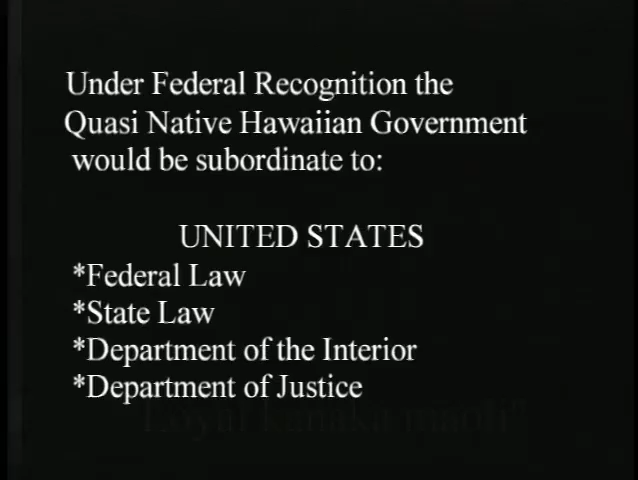 Under Federal Recognition the
Quasi Native Hawaiian Government
would be subordinate to:
UNITED STATES
*Federal Law
*State Law
*Department of the Interior
*Department of Justice